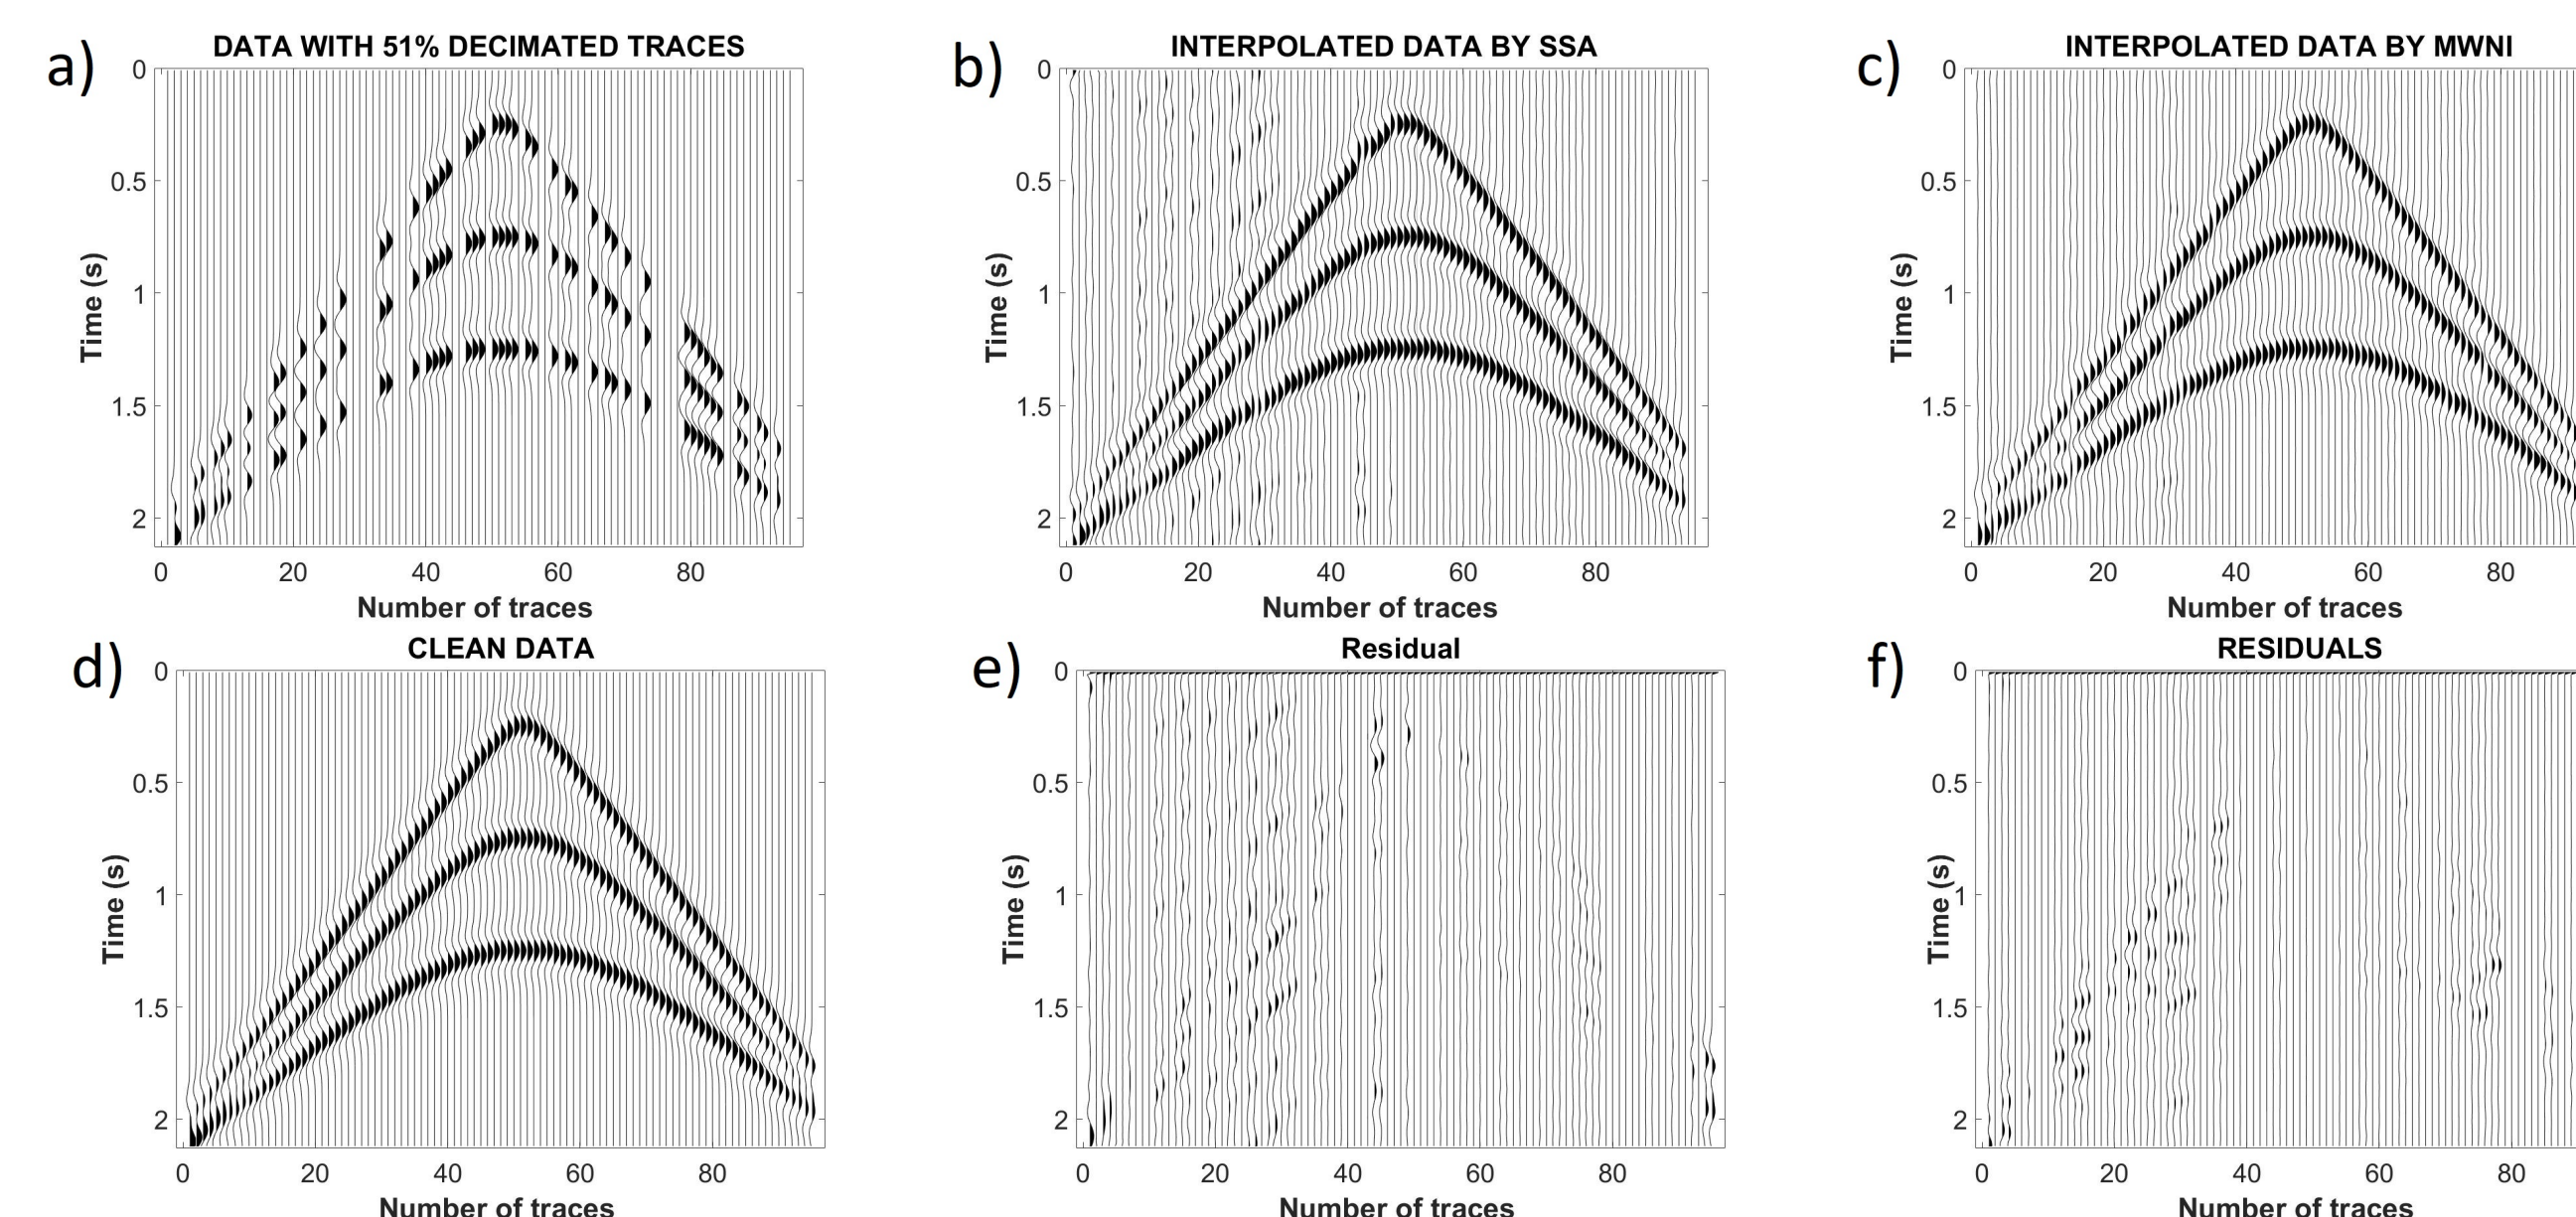 a)
DATA WITH 51% DECIMATED TRACES
0
0.5
1
1.5
2
Time (s)
0 20 40 60 80
Number of traces
b)
INTERPOLATED DATA BY SSA
0
0.5
1
1.5
2
Time (s)
0 20 40 60 80
Number of traces
c)
INTERPOLATED DATA BY MWNI
0
0.5
1
1.5
2
Time (s)
0 20 40 60 80
Number of traces
d)
CLEAN DATA
0
0.5
1
1.5
2
Time (s)
0 20 40 60 80
Number of traces
e)
Residual
0
0.5
1
1.5
2
Time (s)
0 20 40 60 80
Number of traces
f)
RESIDUALS
0
0.5
1
1.5
2
Time (s)
0 20 40 60 80
Number of traces